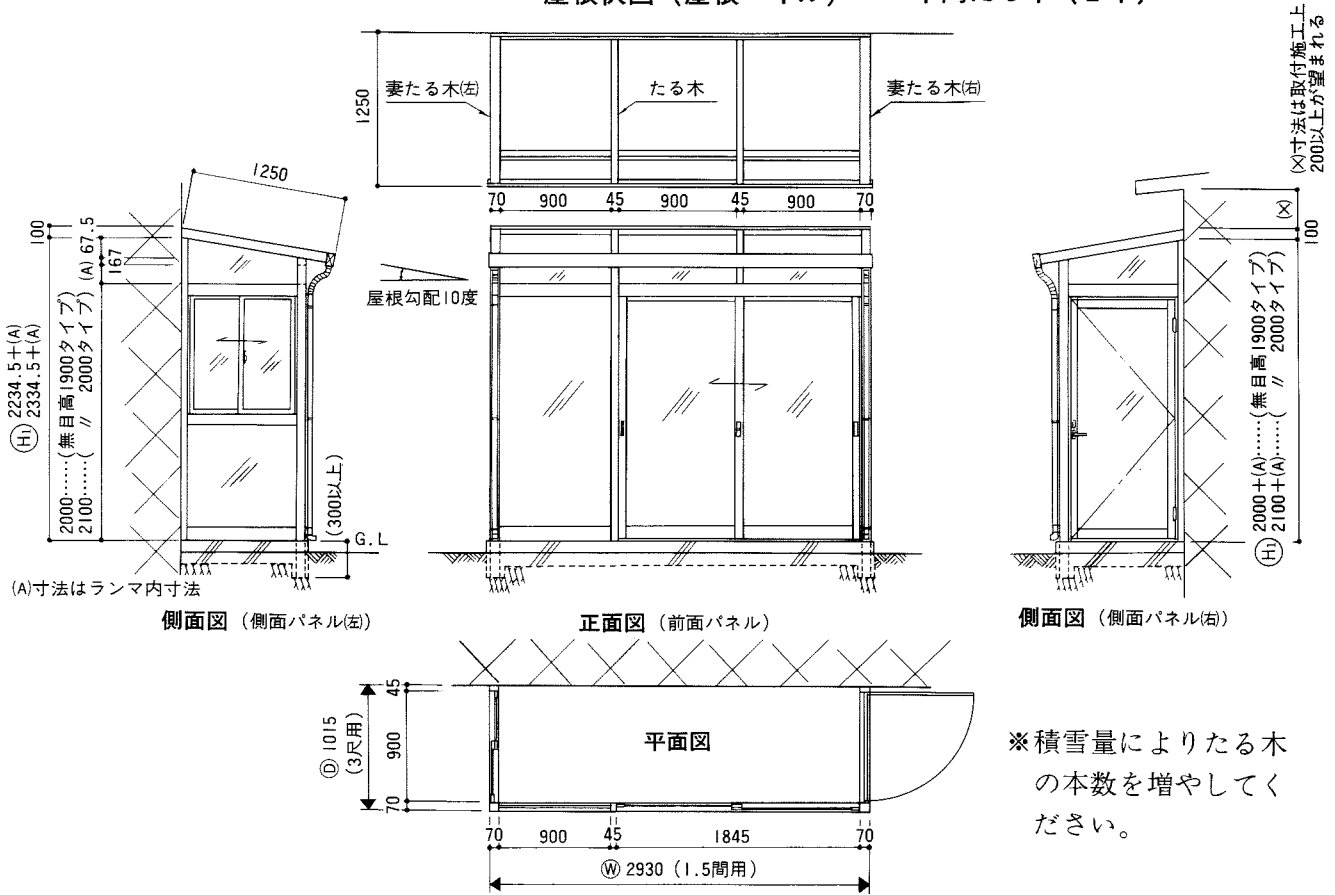 (X)寸法は取付施工上
200以上が望まれる
1250
妻たる木(左)
たる木
妻たる木(右)
70 900 45 900 45 900 70
1250
100
67.5
(A)
167
H1 2234.5+(A)
2334.5+(A)
2000……(無目高1900タイプ)
2100……( 〃 2000タイプ)
(300以上)
G.L
(A)寸法はランマ内寸法
側面図 (側面パネル(左))
屋根勾配10度
正面図 (前面パネル)
(X)
100
H1 2000+(A)……(無目高1900タイプ)
2100+(A)……( 〃 2000タイプ)
側面図 (側面パネル(右))
D 1015
(3尺用)
45
900
70
平面図
70 900 45 1845 70
W 2930 (1.5間用)
※積雪量によりたる木
の本数を増やしてく
ださい。